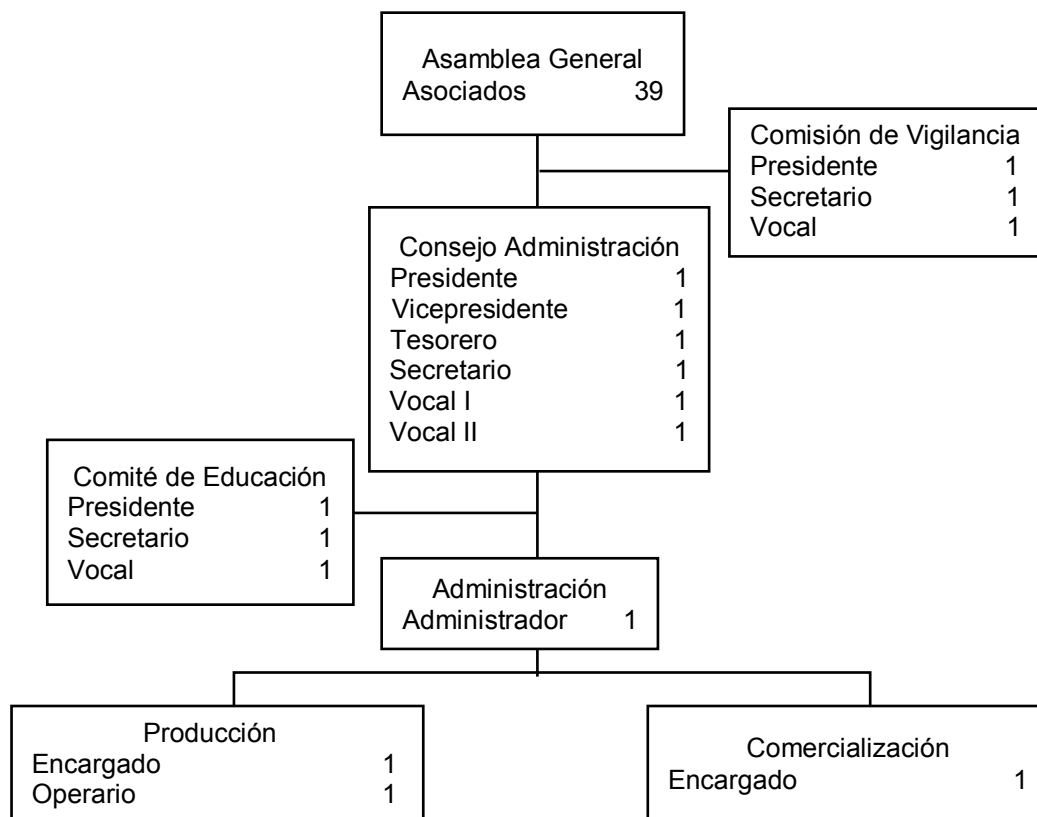 Asamblea General
Asociados 39
Comisión de Vigilancia
Presidente 1
Secretario 1
Vocal 1
Consejo Administración
Presidente 1
Vicepresidente 1
Tesorero 1
Secretario 1
Vocal I 1
Vocal II 1
Comité de Educación
Presidente 1
Secretario 1
Vocal 1
Administración
Administrador 1
Producción
Encargado 1
Operario 1
Comercialización
Encargado 1